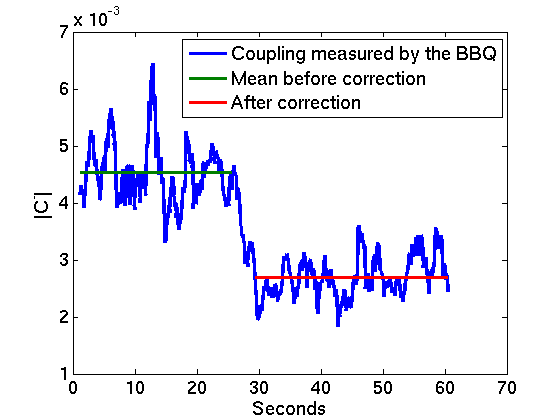 7 x 10⁻³
Coupling measured by the BBQ
Mean before correction
After correction
6
5
4
3
2
1
|C⁻|
0 10 20 30 40 50 60 70
Seconds